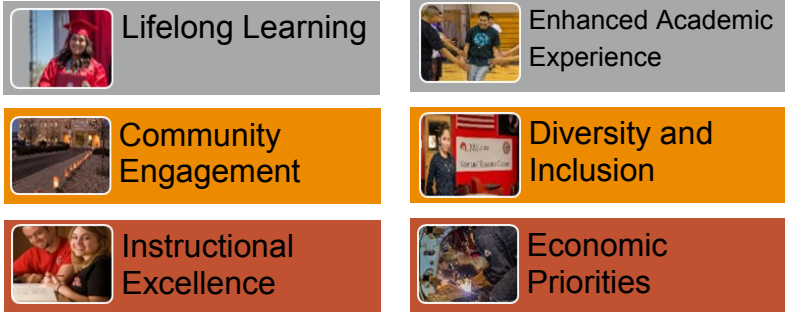 Lifelong Learning
Enhanced Academic
Experience
Community
Engagement
Diversity and
Inclusion
Instructional
Excellence
Economic
Priorities